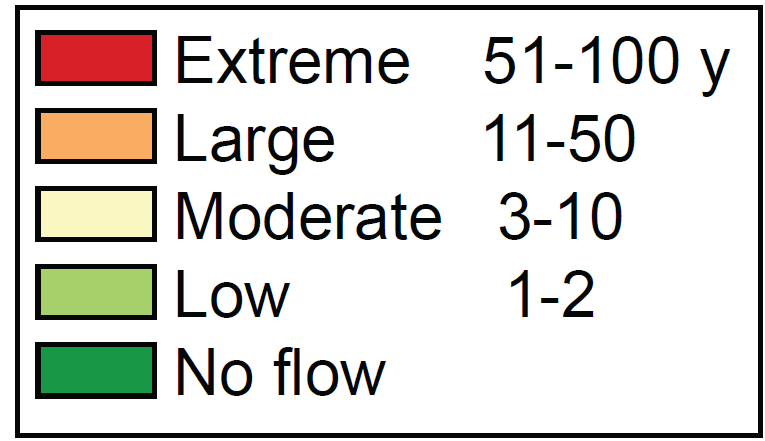 Extreme 51-100 y
Large 11-50
Moderate 3-10
Low 1-2
No flow